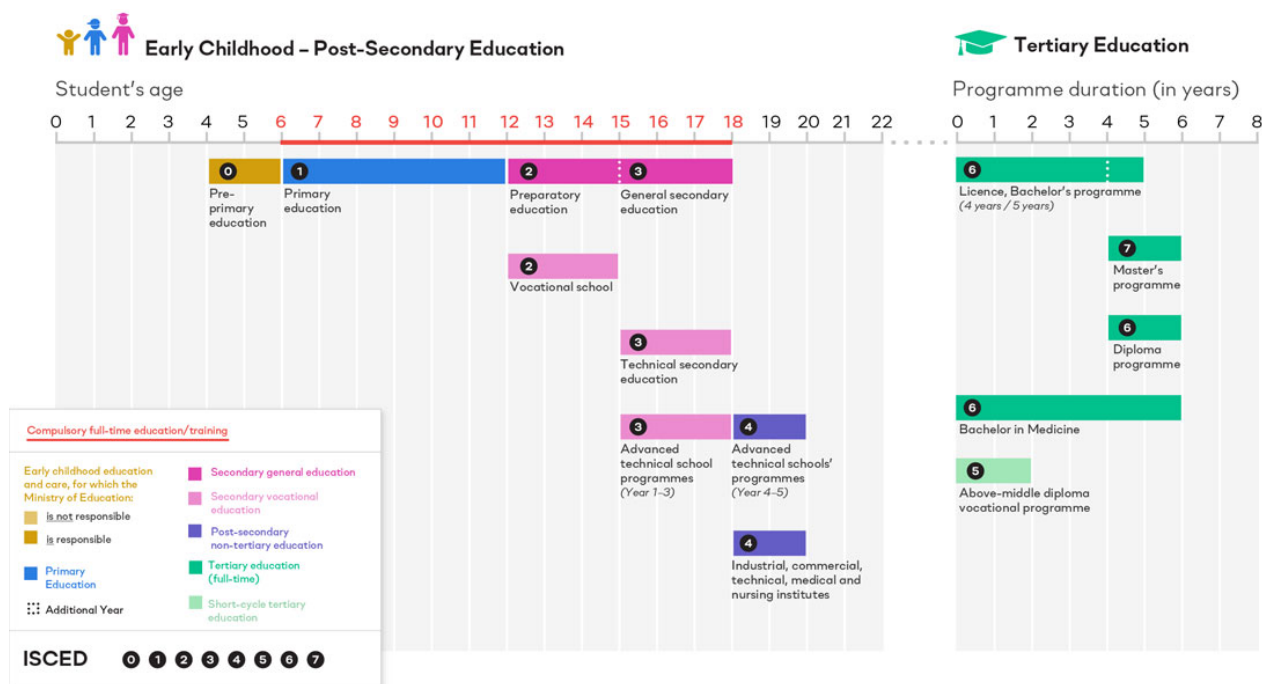 Early Childhood – Post-Secondary Education
Student's age
0 1 2 3 4 5 6 7 8 9 10 11 12 13 14 15 16 17 18 19 20 21 22
0
Pre-
primary
education
1
Primary
education
2
Preparatory
education
3
General secondary
education
2
Vocational school
3
Technical secondary
education
3
Advanced
technical school
programmes
(Year 1–3)
4
Advanced
technical schools'
programmes
(Year 4–5)
4
Industrial, commercial,
technical, medical and
nursing institutes
Tertiary Education
Programme duration (in years)
0 1 2 3 4 5 6 7 8
6
Licence, Bachelor's programme
(4 years / 5 years)
7
Master's
programme
6
Diploma
programme
6
Bachelor in Medicine
5
Above-middle diploma
vocational programme
Compulsory full-time education/training
Early childhood education
and care, for which the
Ministry of Education:
is not responsible
is responsible
Primary
Education
Additional Year
Secondary general education
Secondary vocational
education
Post-secondary
non-tertiary education
Tertiary education
(full-time)
Short-cycle tertiary
education
ISCED 0 1 2 3 4 5 6 7